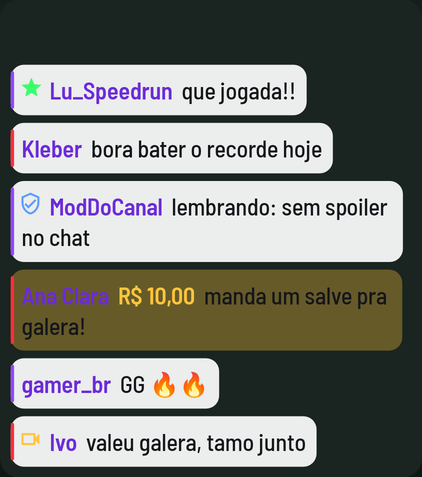 Lu_Speedrun que jogada!!
Kleber bora bater o recorde hoje
ModDoCanal lembrando: sem spoiler
no chat
Ana Clara R$ 10,00 manda um salve pra
galera!
gamer_br GG 🔥🔥
Ivo valeu galera, tamo junto